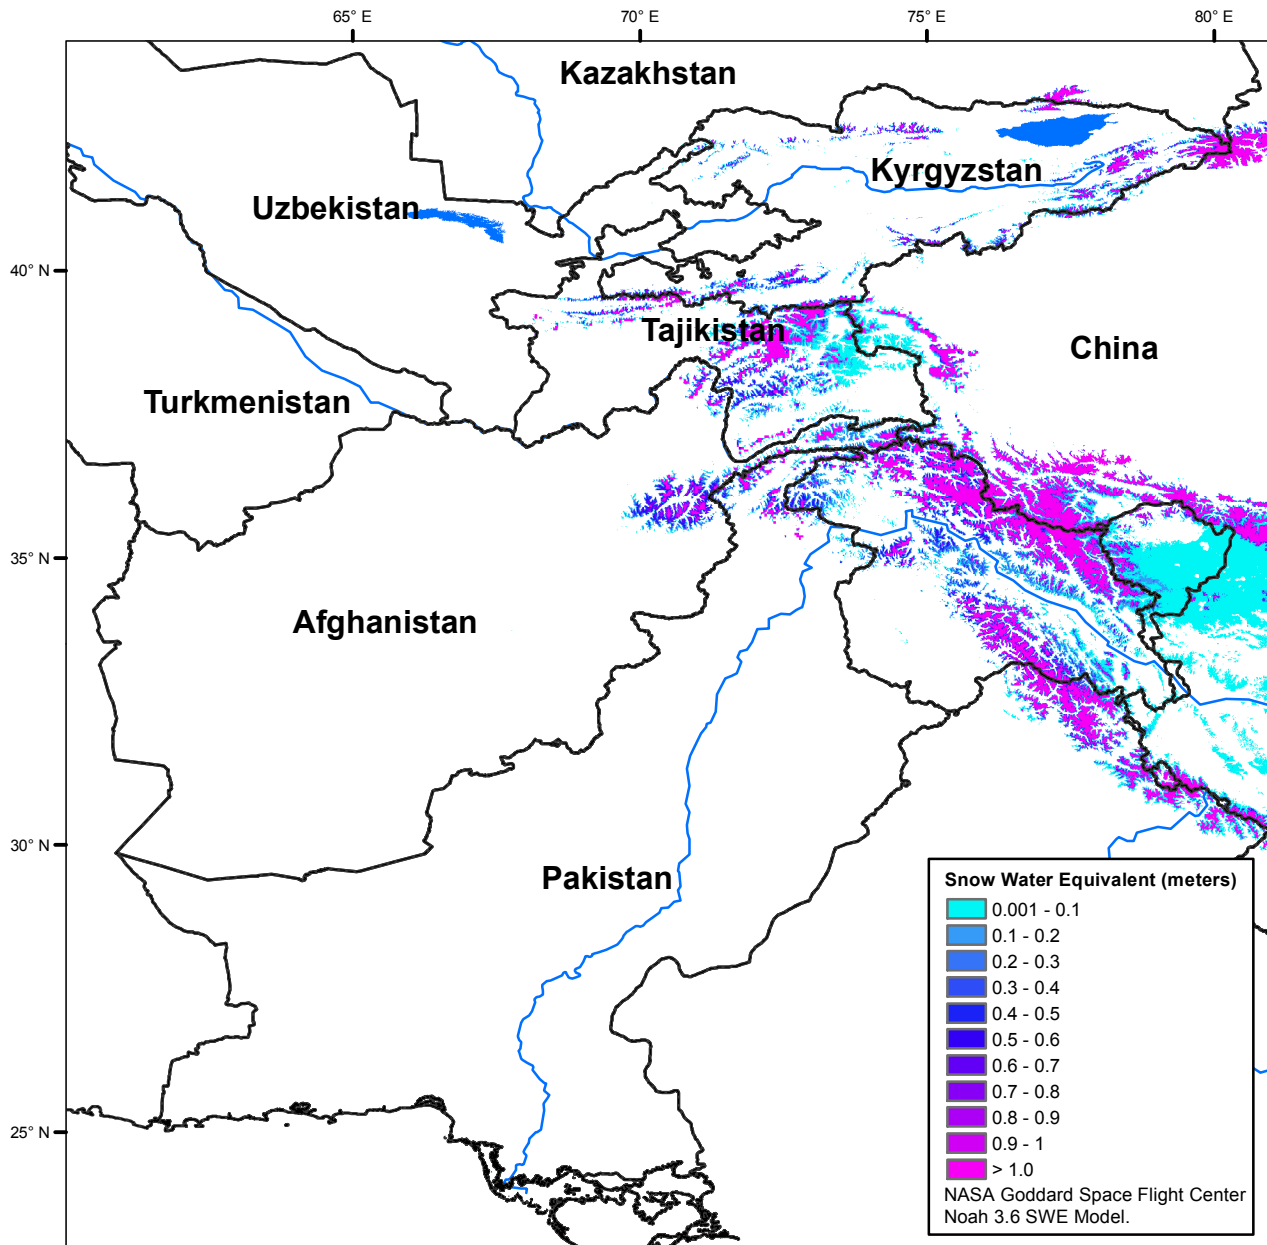 65° E 70° E 75° E 80° E
Kazakhstan
Kyrgyzstan
Uzbekistan
40° N
Tajikistan
China
Turkmenistan
35° N
Afghanistan
30° N
Pakistan
25° N
Snow Water Equivalent (meters)
0.001 - 0.1
0.1 - 0.2
0.2 - 0.3
0.3 - 0.4
0.4 - 0.5
0.5 - 0.6
0.6 - 0.7
0.7 - 0.8
0.8 - 0.9
0.9 - 1
> 1.0
NASA Goddard Space Flight Center
Noah 3.6 SWE Model.